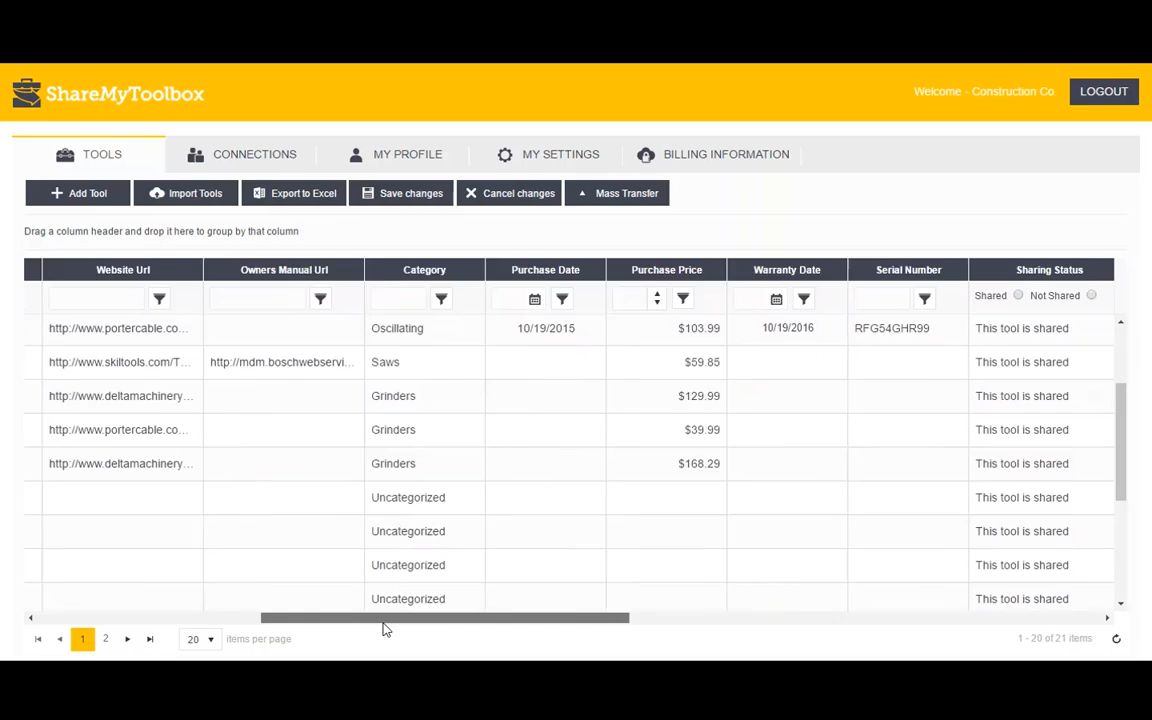 ShareMyToolbox
Welcome - Construction Co.
LOGOUT
TOOLS CONNECTIONS MY PROFILE MY SETTINGS BILLING INFORMATION
Add Tool Import Tools Export to Excel Save changes Cancel changes Mass Transfer
Drag a column header and drop it here to group by that column
Website Url Owners Manual Url Category Purchase Date Purchase Price Warranty Date Serial Number Sharing Status
Shared Not Shared
http://www.portercable.co... Oscillating 10/19/2015 $103.99 10/19/2016 RFG54GHR99 This tool is shared
http://www.skiltools.com/T... http://mdm.boschwebservi... Saws $59.85 This tool is shared
http://www.deltamachinery... Grinders $129.99 This tool is shared
http://www.portercable.co... Grinders $39.99 This tool is shared
http://www.deltamachinery... Grinders $168.29 This tool is shared
Uncategorized This tool is shared
Uncategorized This tool is shared
Uncategorized This tool is shared
Uncategorized This tool is shared
1 2 20 items per page 1 - 20 of 21 items